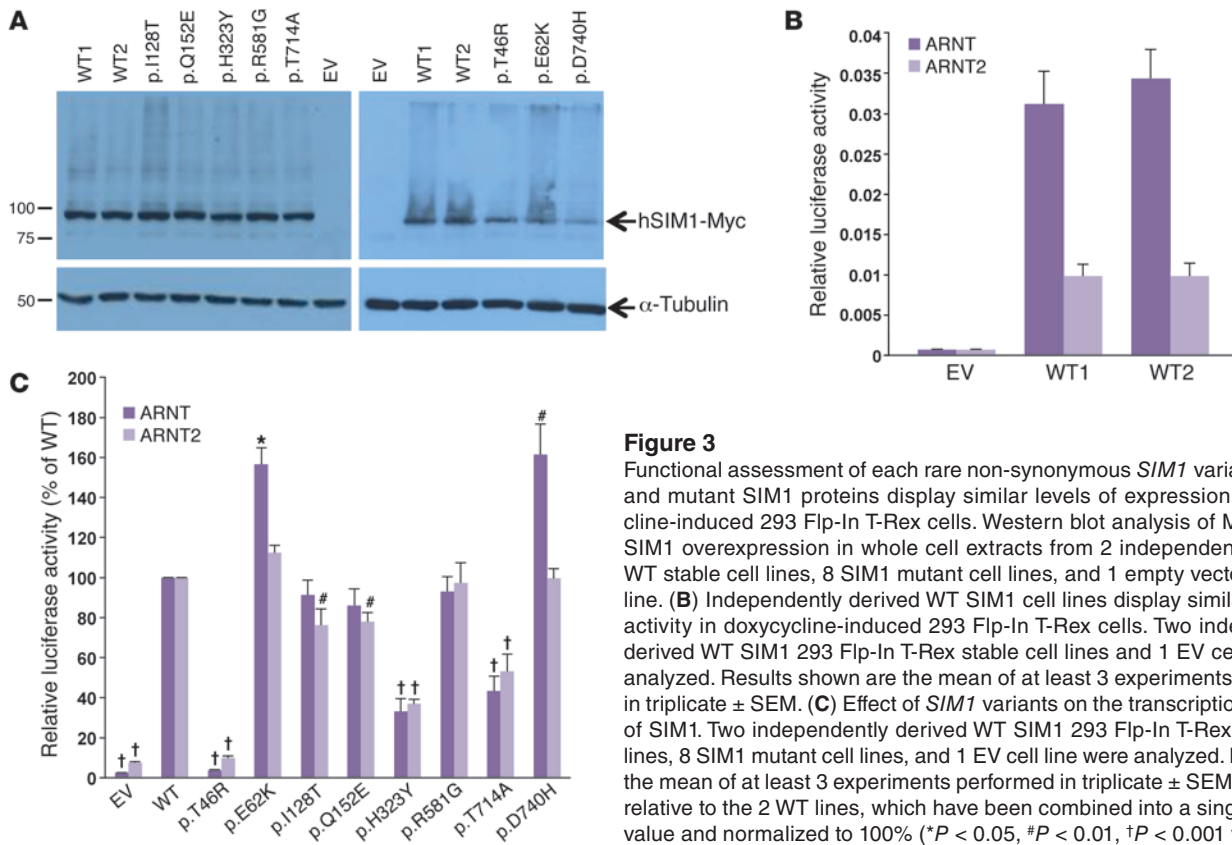 A
WT1
WT2
p.I128T
p.Q152E
p.H323Y
p.R581G
p.T714A
EV
EV
WT1
WT2
p.T46R
p.E62K
p.D740H
100
75
hSIM1-Myc
50
α-Tubulin
B
Relative luciferase activity
0.04
0.035
0.03
0.025
0.02
0.015
0.01
0.005
0
ARNT
ARNT2
EV
WT1
WT2
C
Relative luciferase activity (% of WT)
200
180
160
140
120
100
80
60
40
20
0
ARNT
ARNT2
† †
† †
*
#
#
† †
† †
#
EV
WT
p.T46R
p.E62K
p.I128T
p.Q152E
p.H323Y
p.R581G
p.T714A
p.D740H
Figure 3
Functional assessment of each rare non-synonymous SIM1 varia
and mutant SIM1 proteins display similar levels of expression
cline-induced 293 Flp-In T-Rex cells. Western blot analysis of M
SIM1 overexpression in whole cell extracts from 2 independen
WT stable cell lines, 8 SIM1 mutant cell lines, and 1 empty vecto
line. (B) Independently derived WT SIM1 cell lines display simil
activity in doxycycline-induced 293 Flp-In T-Rex cells. Two inde
derived WT SIM1 293 Flp-In T-Rex stable cell lines and 1 EV ce
analyzed. Results shown are the mean of at least 3 experiments
in triplicate ± SEM. (C) Effect of SIM1 variants on the transcription
of SIM1. Two independently derived WT SIM1 293 Flp-In T-Rex
lines, 8 SIM1 mutant cell lines, and 1 EV cell line were analyzed.
the mean of at least 3 experiments performed in triplicate ± SEM
relative to the 2 WT lines, which have been combined into a sing
value and normalized to 100% (*P < 0.05, #P < 0.01, †P < 0.001